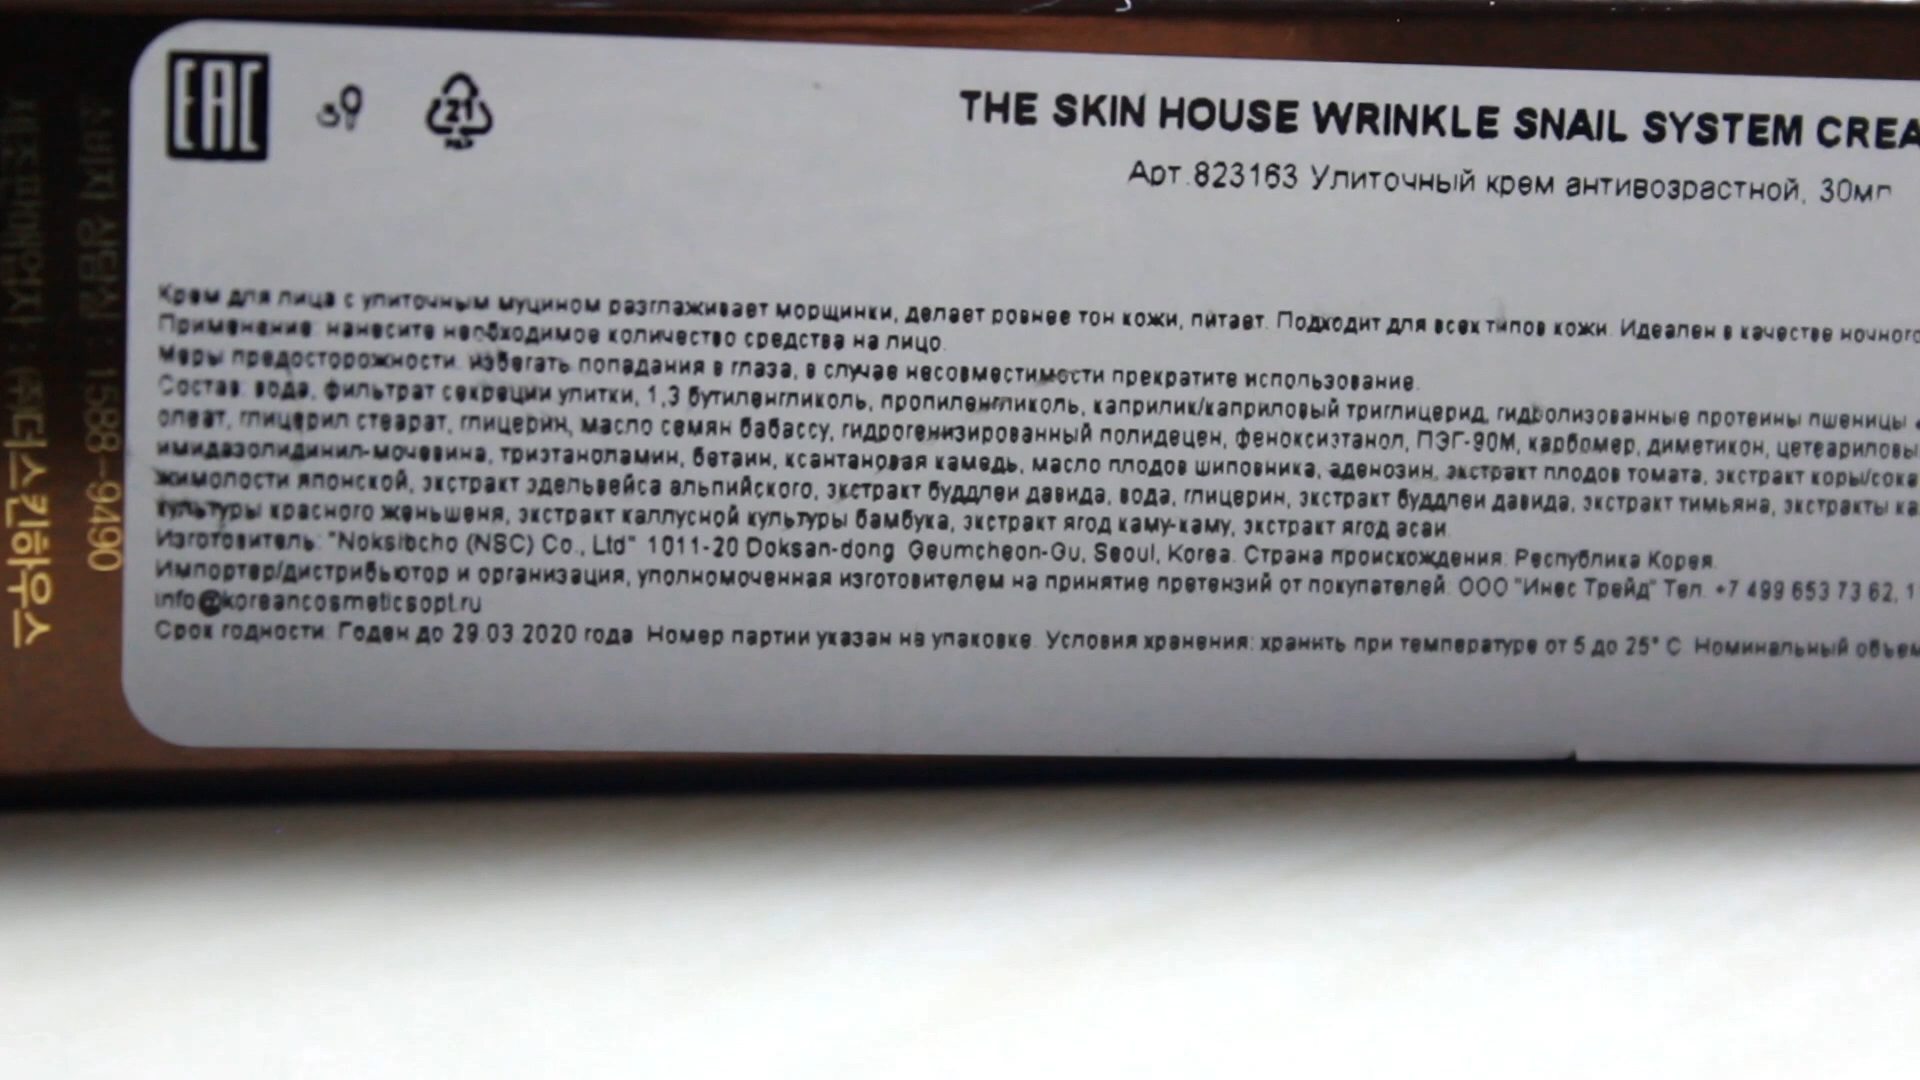 EAC
21
PAP
THE SKIN HOUSE WRINKLE SNAIL SYSTEM CREA
Арт.823163 Улиточный крем антивозрастной, 30мл
Крем для лица с улиточным муцином разглаживает морщинки, делает ровнее тон кожи, питает. Подходит для всех типов кожи. Идеален в качестве ночного
Применение: нанесите необходимое количество средства на лицо.
Меры предосторожности: избегать попадания в глаза, в случае несовместимости прекратите использование.
Состав: вода, фильтрат секреции улитки, 1,3 бутиленгликоль, пропиленгликоль, каприлик/каприловый триглицерид, гидролизованные протеины пшеницы
олеат, глицерил стеарат, глицерин, масло семян бабассу, гидрогенизированный полидецен, феноксиэтанол, ПЭГ-90М, карбомер, диметикон, цетеариловы
имидазолидинил-мочевина, триэтаноламин, бетаин, ксантановая камедь, масло плодов шиповника, аденозин, экстракт плодов томата, экстракт коры/сока
жимолости японской, экстракт эдельвейса альпийского, экстракт буддлеи давида, вода, глицерин, экстракт буддлеи давида, экстракт тимьяна, экстракты ка
культуры красного женьшеня, экстракт каллусной культуры бамбука, экстракт ягод каму-каму, экстракт ягод асаи.
Изготовитель: "Noksibcho (NSC) Co., Ltd" 1011-20 Doksan-dong Geumcheon-Gu, Seoul, Korea. Страна происхождения: Республика Корея.
Импортер/дистрибьютор и организация, уполномоченная изготовителем на принятие претензий от покупателей: ООО "Инес Трейд" Тел. +7 499 653 73 62, 1
info@koreancosmeticsopt.ru
Срок годности: Годен до 29.03.2020 года. Номер партии указан на упаковке. Условия хранения: хранить при температуре от 5 до 25° С. Номинальный объем
1588-9490